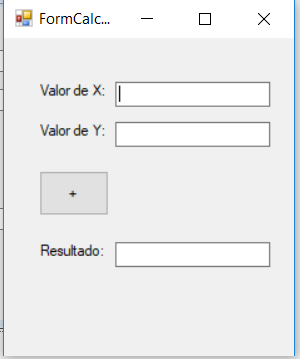 FormCalc...
Valor de X:
Valor de Y:
+
Resultado: